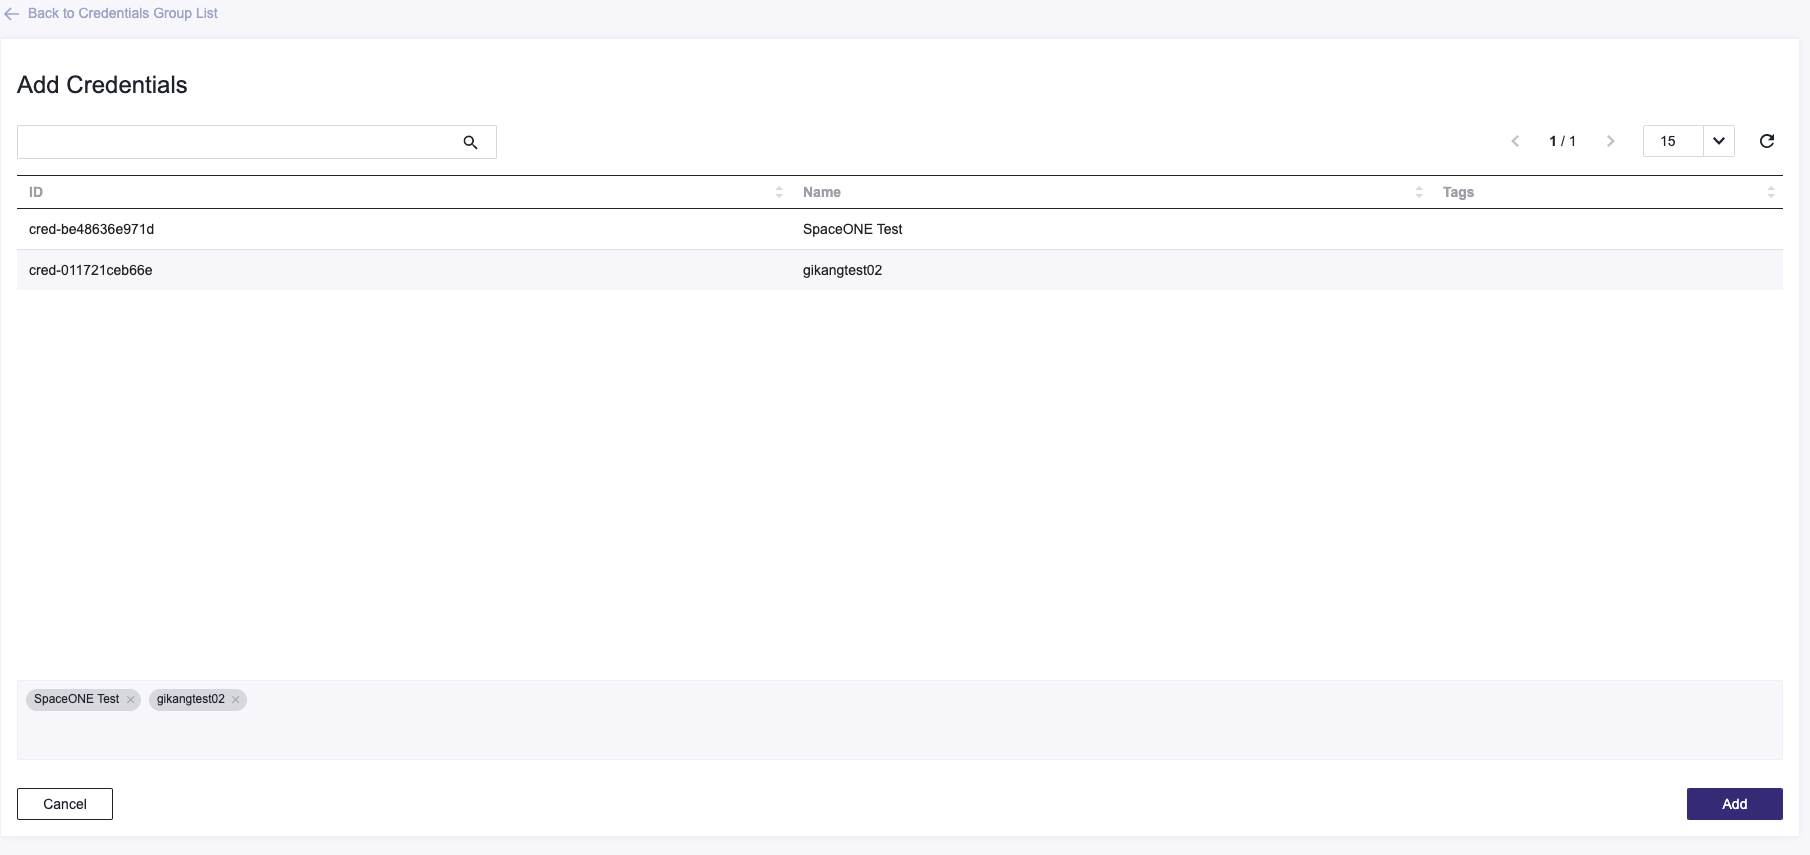 Back to Credentials Group List
Add Credentials
1 / 1
15
ID Name Tags
cred-be48636e971d SpaceONE Test
cred-011721ceb66e gikangtest02
SpaceONE Test gikangtest02
Cancel Add